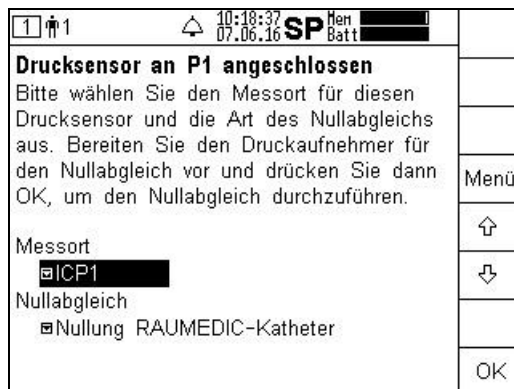 1 1 10:18:37 SP Mem
07.06.16 Batt
Drucksensor an P1 angeschlossen
Bitte wählen Sie den Messort für diesen
Drucksensor und die Art des Nullabgleichs
aus. Bereiten Sie den Druckaufnehmer für
den Nullabgleich vor und drücken Sie dann
OK, um den Nullabgleich durchzuführen.
Messort
ICP1
Nullabgleich
Nullung RAUMEDIC-Katheter
Menü
OK